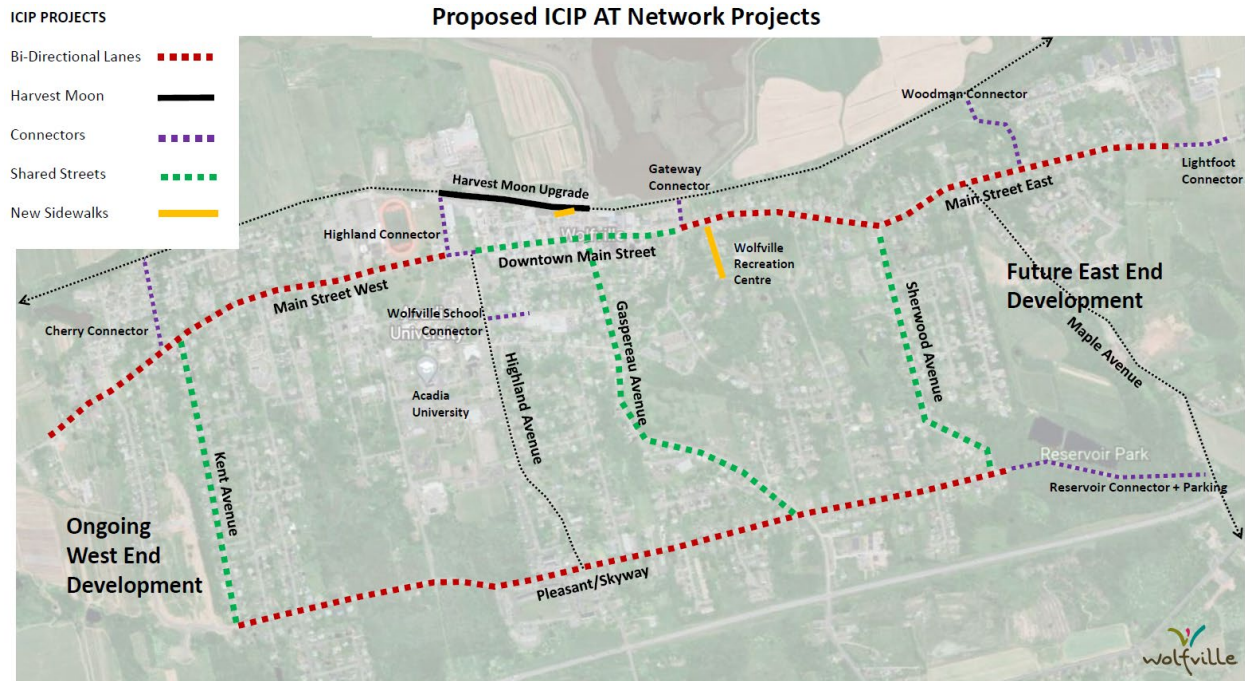 Proposed ICIP AT Network Projects
ICIP PROJECTS
Bi-Directional Lanes
Harvest Moon
Connectors
Shared Streets
New Sidewalks
Woodman Connector
Lightfoot
Connector
Main Street East
Gateway
Connector
Harvest Moon Upgrade
Highland Connector
Wolfville
Downtown Main Street
Wolfville
Recreation
Centre
Main Street West
Cherry Connector
Wolfville School
Connector
University
Acadia
University
Highland Avenue
Gaspereau Avenue
Sherwood Avenue
Future East End
Development
Maple Avenue
Kent Avenue
Reservoir Park
Reservoir Connector + Parking
Ongoing
West End
Development
Pleasant/Skyway
wolfville